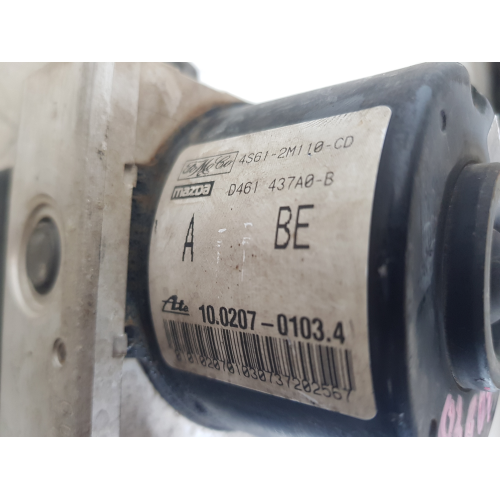 4S61-2M110-CD
mazda D461 437A0-B
A BE
Ate 10.0207-0103.4